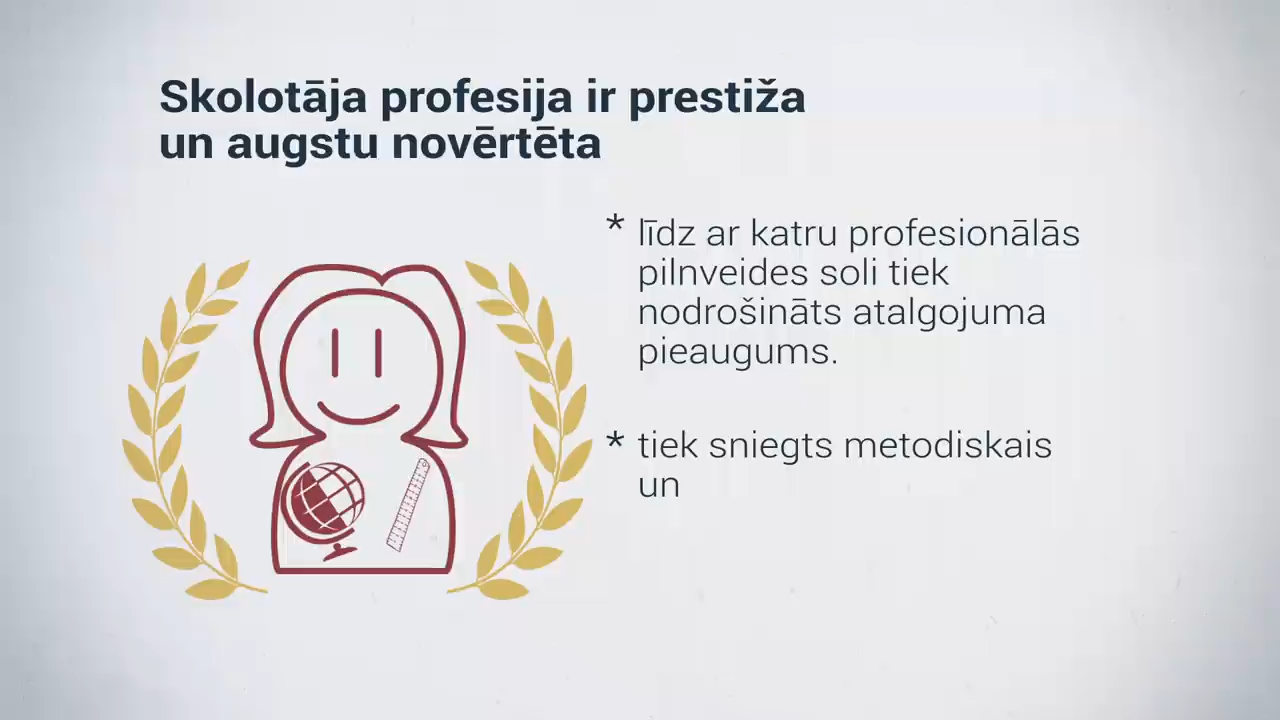 Skolotāja profesija ir prestiža
un augstu novērtēta
* līdz ar katru profesionālās
pilnveides soli tiek
nodrošināts atalgojuma
pieaugums.
* tiek sniegts metodiskais
un